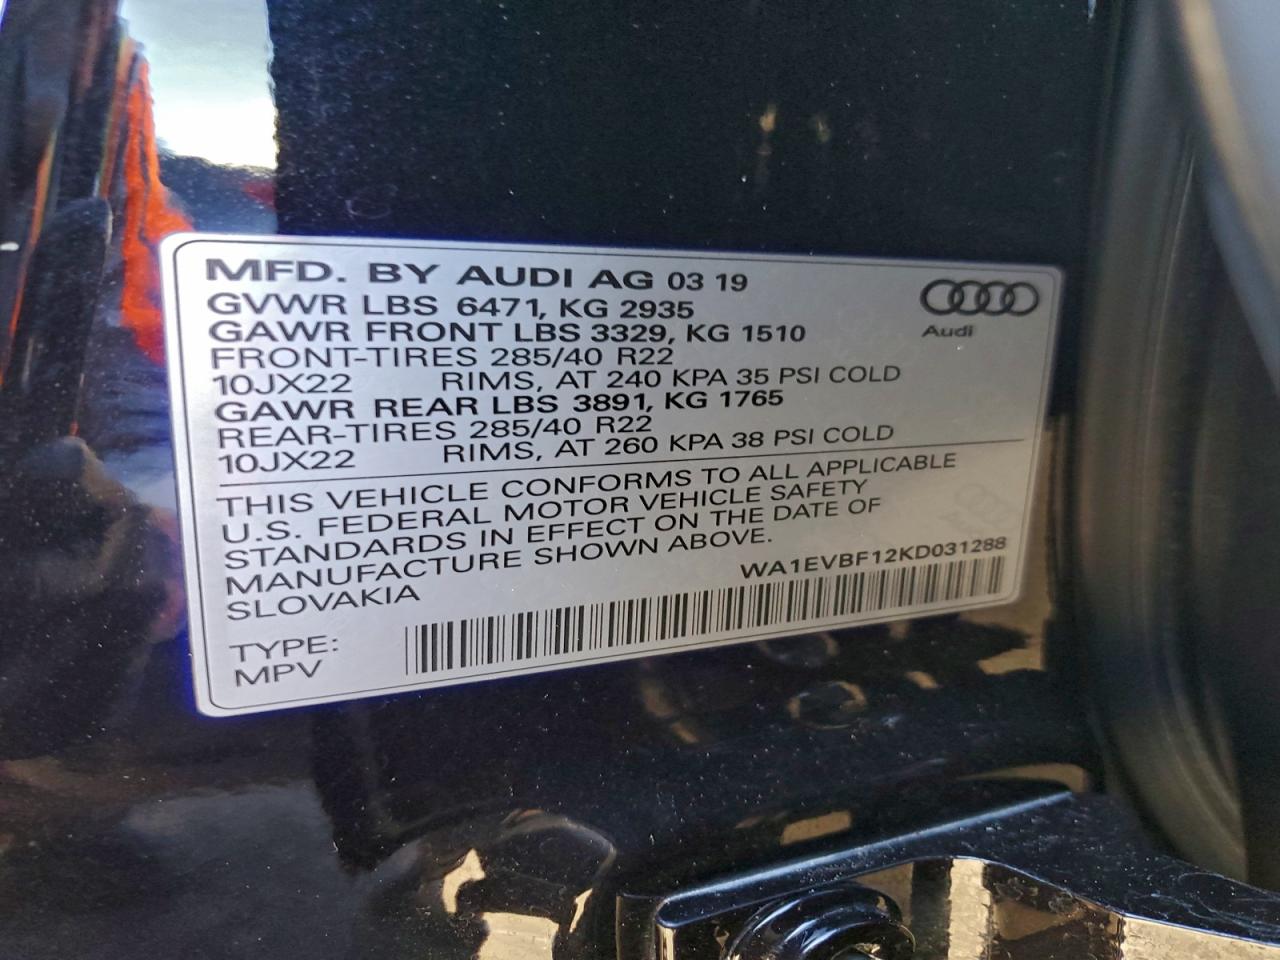 MFD. BY AUDI AG 03 19
GVWR LBS 6471, KG 2935
GAWR FRONT LBS 3329, KG 1510
FRONT-TIRES 285/40 R22
10JX22 RIMS, AT 240 KPA 35 PSI COLD
GAWR REAR LBS 3891, KG 1765
REAR-TIRES 285/40 R22
10JX22 RIMS, AT 260 KPA 38 PSI COLD
Audi
THIS VEHICLE CONFORMS TO ALL APPLICABLE
U.S. FEDERAL MOTOR VEHICLE SAFETY
STANDARDS IN EFFECT ON THE DATE OF
MANUFACTURE SHOWN ABOVE.
SLOVAKIA
WA1EVBF12KD031288
TYPE:
MPV